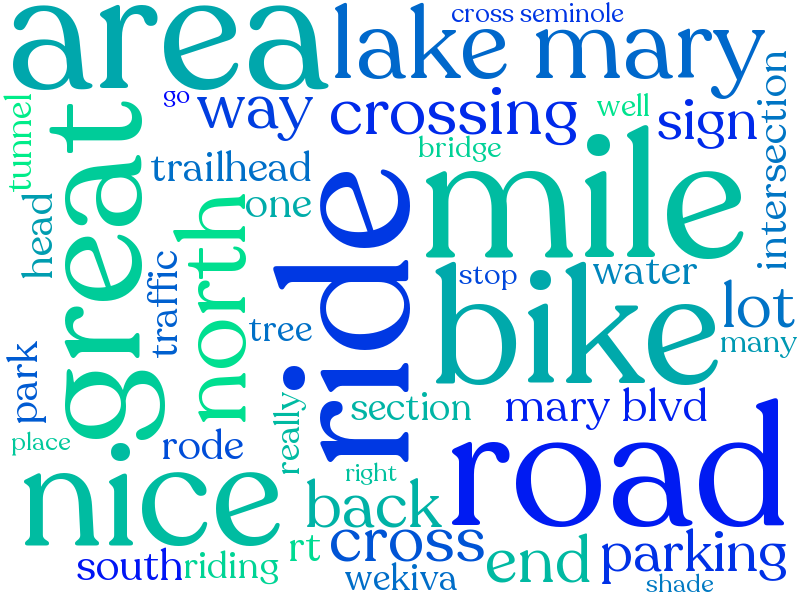 cross seminole
area
lake mary
go
way
crossing
well
sign
tunnel
great
bridge
intersection
trailhead
mile
head
north
one
ride
traffic
stop
water
bike
lot
tree
many
park
really
section
mary blvd
place
rode
road
nice
right
back
cross
rt
end
parking
south
riding
wekiva
shade